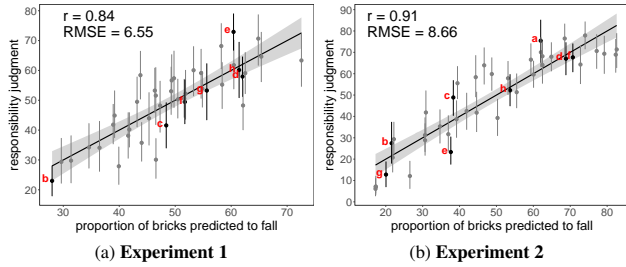 r = 0.84
RMSE = 6.55
responsibility judgment
80
70
60
50
40
30
20
30
40
50
60
70
proportion of bricks predicted to fall
b
c
f
g
e
h
d
(a) Experiment 1
r = 0.91
RMSE = 8.66
responsibility judgment
90
80
70
60
50
40
30
20
10
0
20
30
40
50
60
70
80
proportion of bricks predicted to fall
g
b
e
c
h
a
d
(b) Experiment 2